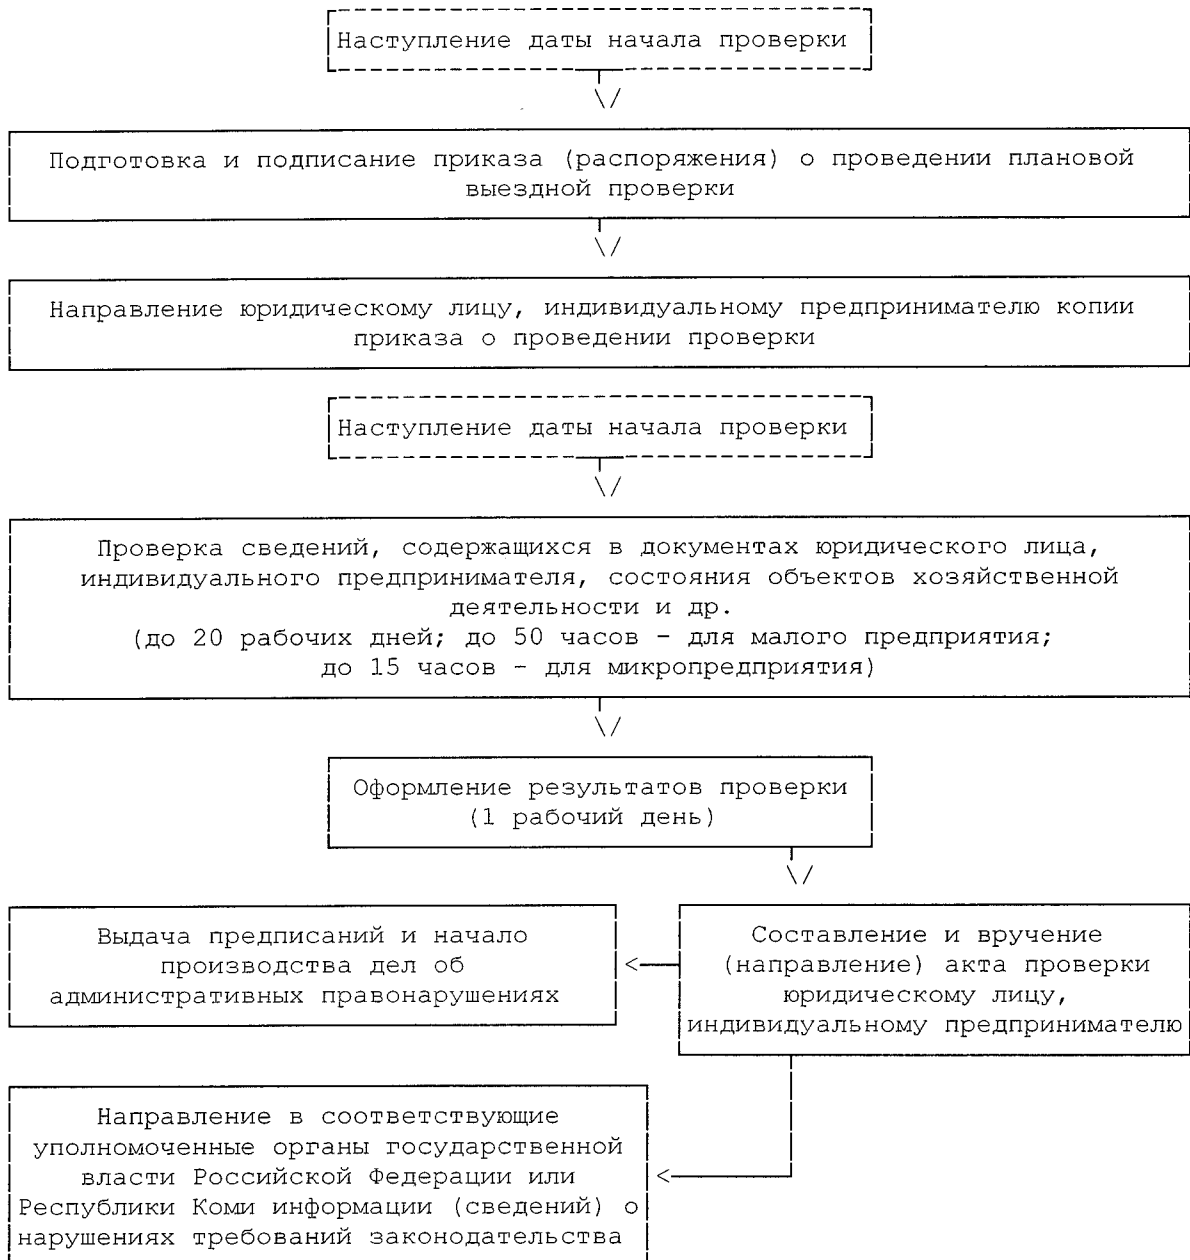 Наступление даты начала проверки
Подготовка и подписание приказа (распоряжения) о проведении плановой
выездной проверки
Направление юридическому лицу, индивидуальному предпринимателю копии
приказа о проведении проверки
Наступление даты начала проверки
Проверка сведений, содержащихся в документах юридического лица,
индивидуального предпринимателя, состояния объектов хозяйственной
деятельности и др.
(до 20 рабочих дней; до 50 часов - для малого предприятия;
до 15 часов - для микропредприятия)
Оформление результатов проверки
(1 рабочий день)
Выдача предписаний и начало
производства дел об
административных правонарушениях
Составление и вручение
(направление) акта проверки
юридическому лицу,
индивидуальному предпринимателю
Направление в соответствующие
уполномоченные органы государственной
власти Российской Федерации или
Республики Коми информации (сведений) о
нарушениях требований законодательства